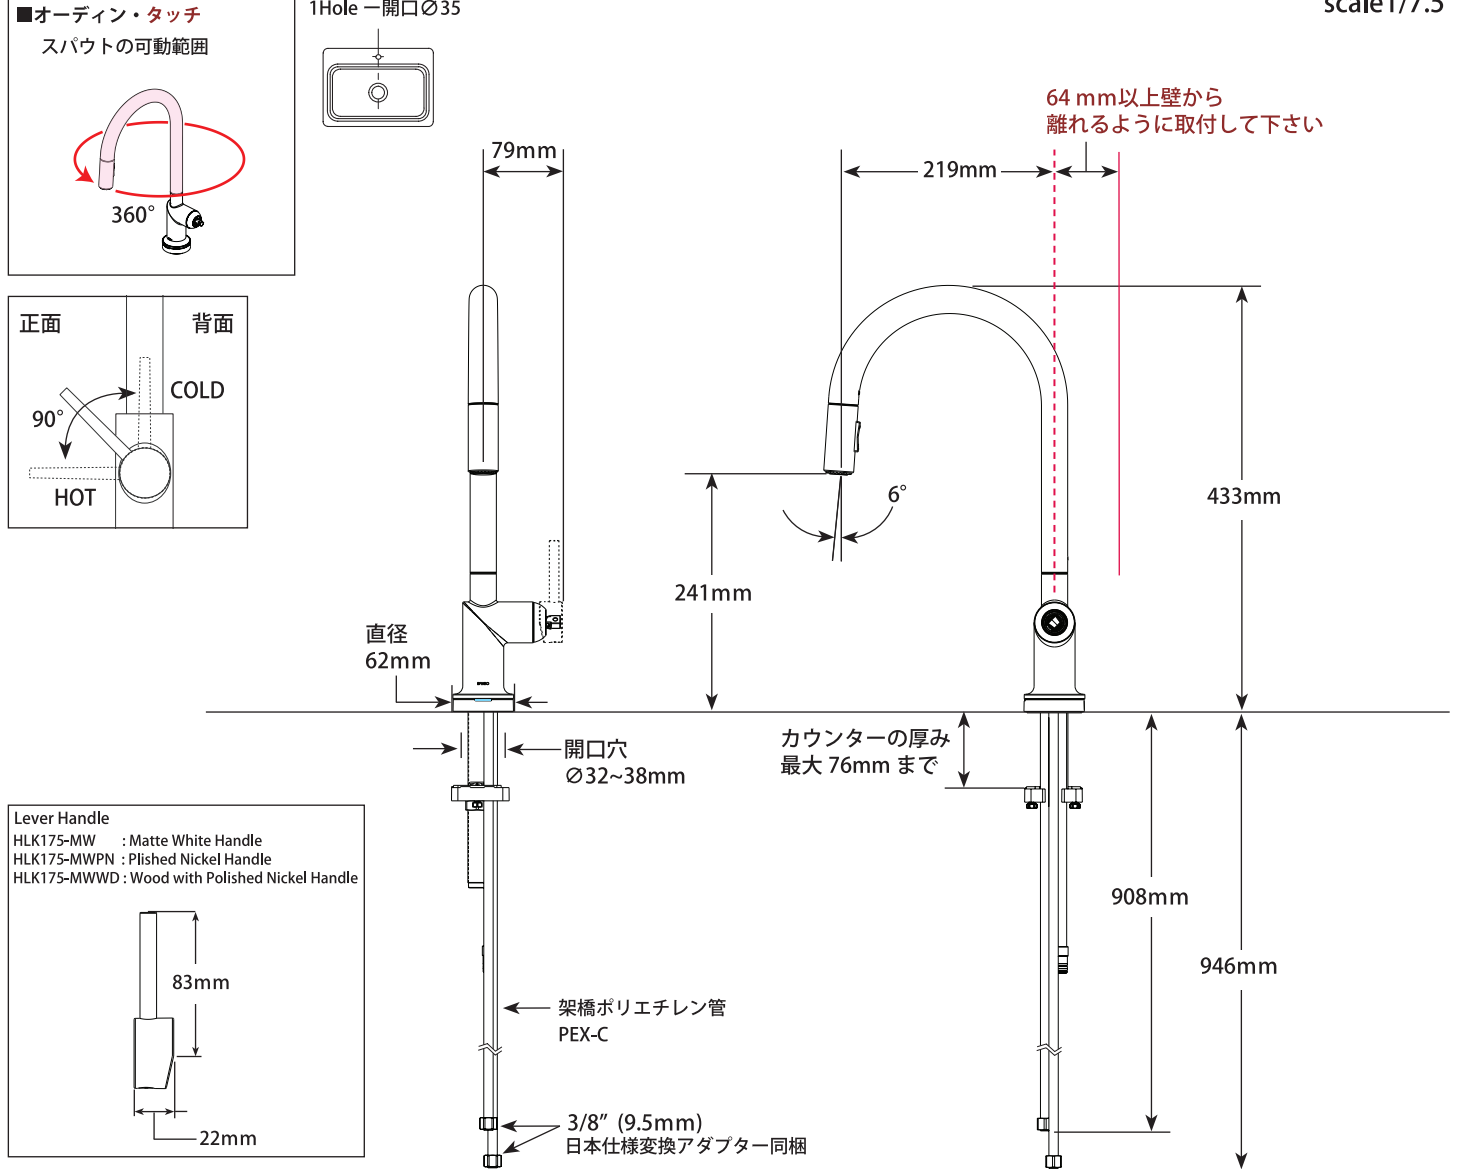 ■オーディン・タッチ
スパウトの可動範囲
360°
1Hole ー開口∅35
scale1/7.5
64 mm以上壁から
離れるように取付して下さい
79mm
219mm
正面
背面
COLD
90°
HOT
6°
433mm
241mm
直径
62mm
開口穴
∅32~38mm
カウンターの厚み
最大 76mm まで
Lever Handle
HLK175-MW : Matte White Handle
HLK175-MWPN : Plished Nickel Handle
HLK175-MWWD : Wood with Polished Nickel Handle
83mm
22mm
908mm
946mm
架橋ポリエチレン管
PEX-C
3/8” (9.5mm)
日本仕様変換アダプター同梱